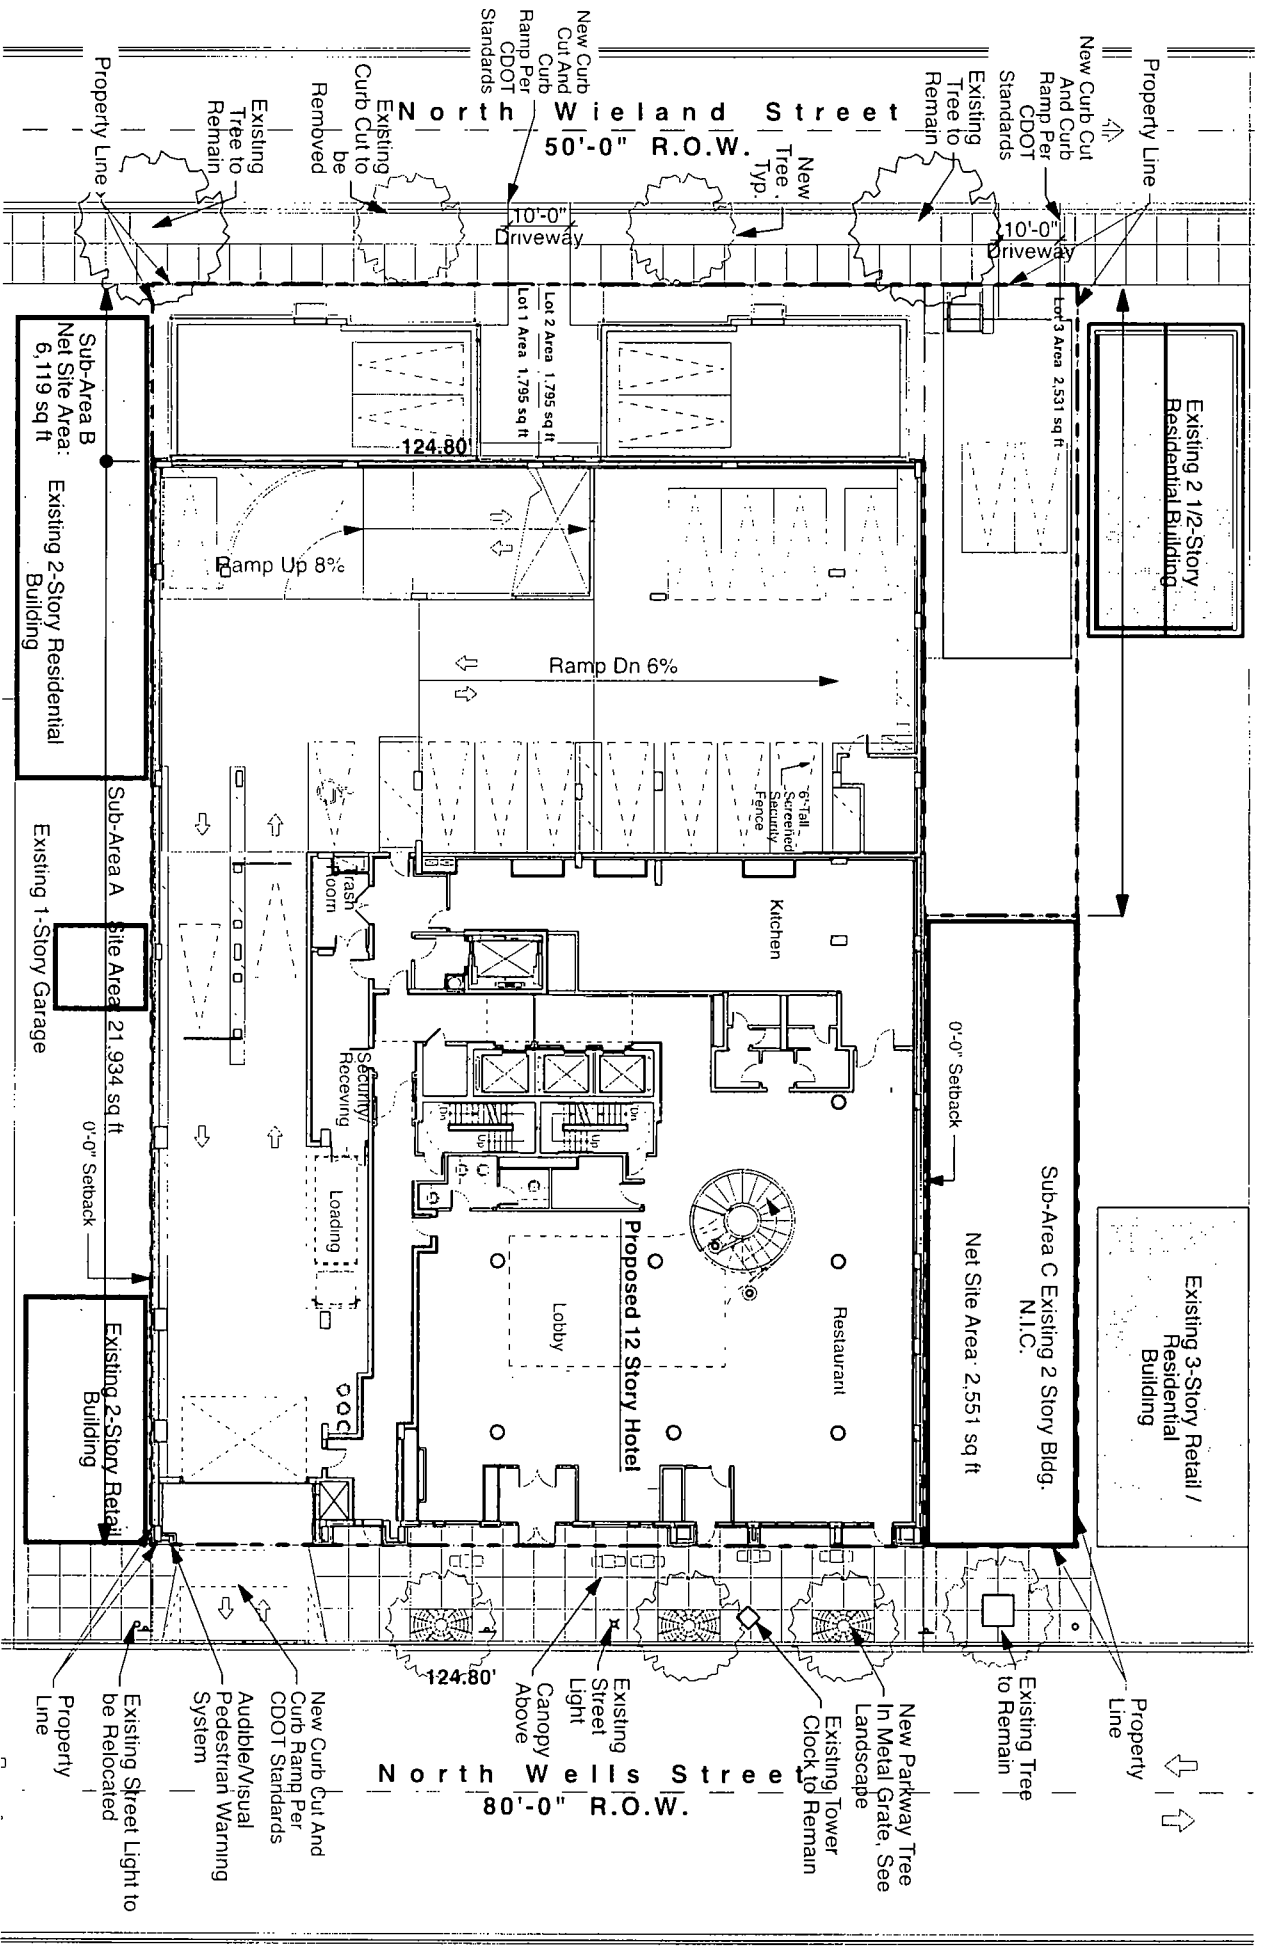 New Curb
Cut And
Curb
Ramp Per
CDOT
Standards
Property Line
New Curb Cut
And Curb
Ramp Per
CDOT
Standards
Existing
Tree to
Remain
Existing
Curb Cut to
be
Removed
Property Line
Existing
Tree to
Remain
North Wieland Street
50'-0" R.O.W.
New
Tree,
Typ.
10'-0"
Driveway
10'-0"
Driveway
Lot 1 Area 1,795 sq ft
Lot 2 Area 1,795 sq ft
Lot 3 Area 2,531 sq ft
Sub-Area B
Net Site Area:
6,119 sq ft
Existing 2 1/2-Story
Residential Building
124.80'
Existing 2-Story Residential
Building
Ramp Up 8%
Ramp Dn 6%
6'-Tall
Screened
Security
Fence
Sub-Area A Site Area: 21,934 sq ft
Existing 1-Story Garage
Trash
Room
Kitchen
0'-0" Setback
Security/
Receving
Dn
Up
Dn
Up
0'-0" Setback
Loading
Proposed 12 Story Hotel
Lobby
Restaurant
Sub-Area C Existing 2 Story Bldg.
N.I.C.
Net Site Area: 2,551 sq ft
Existing 3-Story Retail /
Residential
Building
Existing 2-Story Retail
Building
124.80'
Property
Line
Existing Street Light to
be Relocated
Audible/Visual
Pedestrian Warning
System
New Curb Cut And
Curb Ramp Per
CDOT Standards
Canopy
Above
Existing
Street
Light
Existing Tower
Clock to Remain
New Parkway Tree
In Metal Grate, See
Landscape
Existing Tree
to Remain
Property
Line
North Wells Street
80'-0" R.O.W.